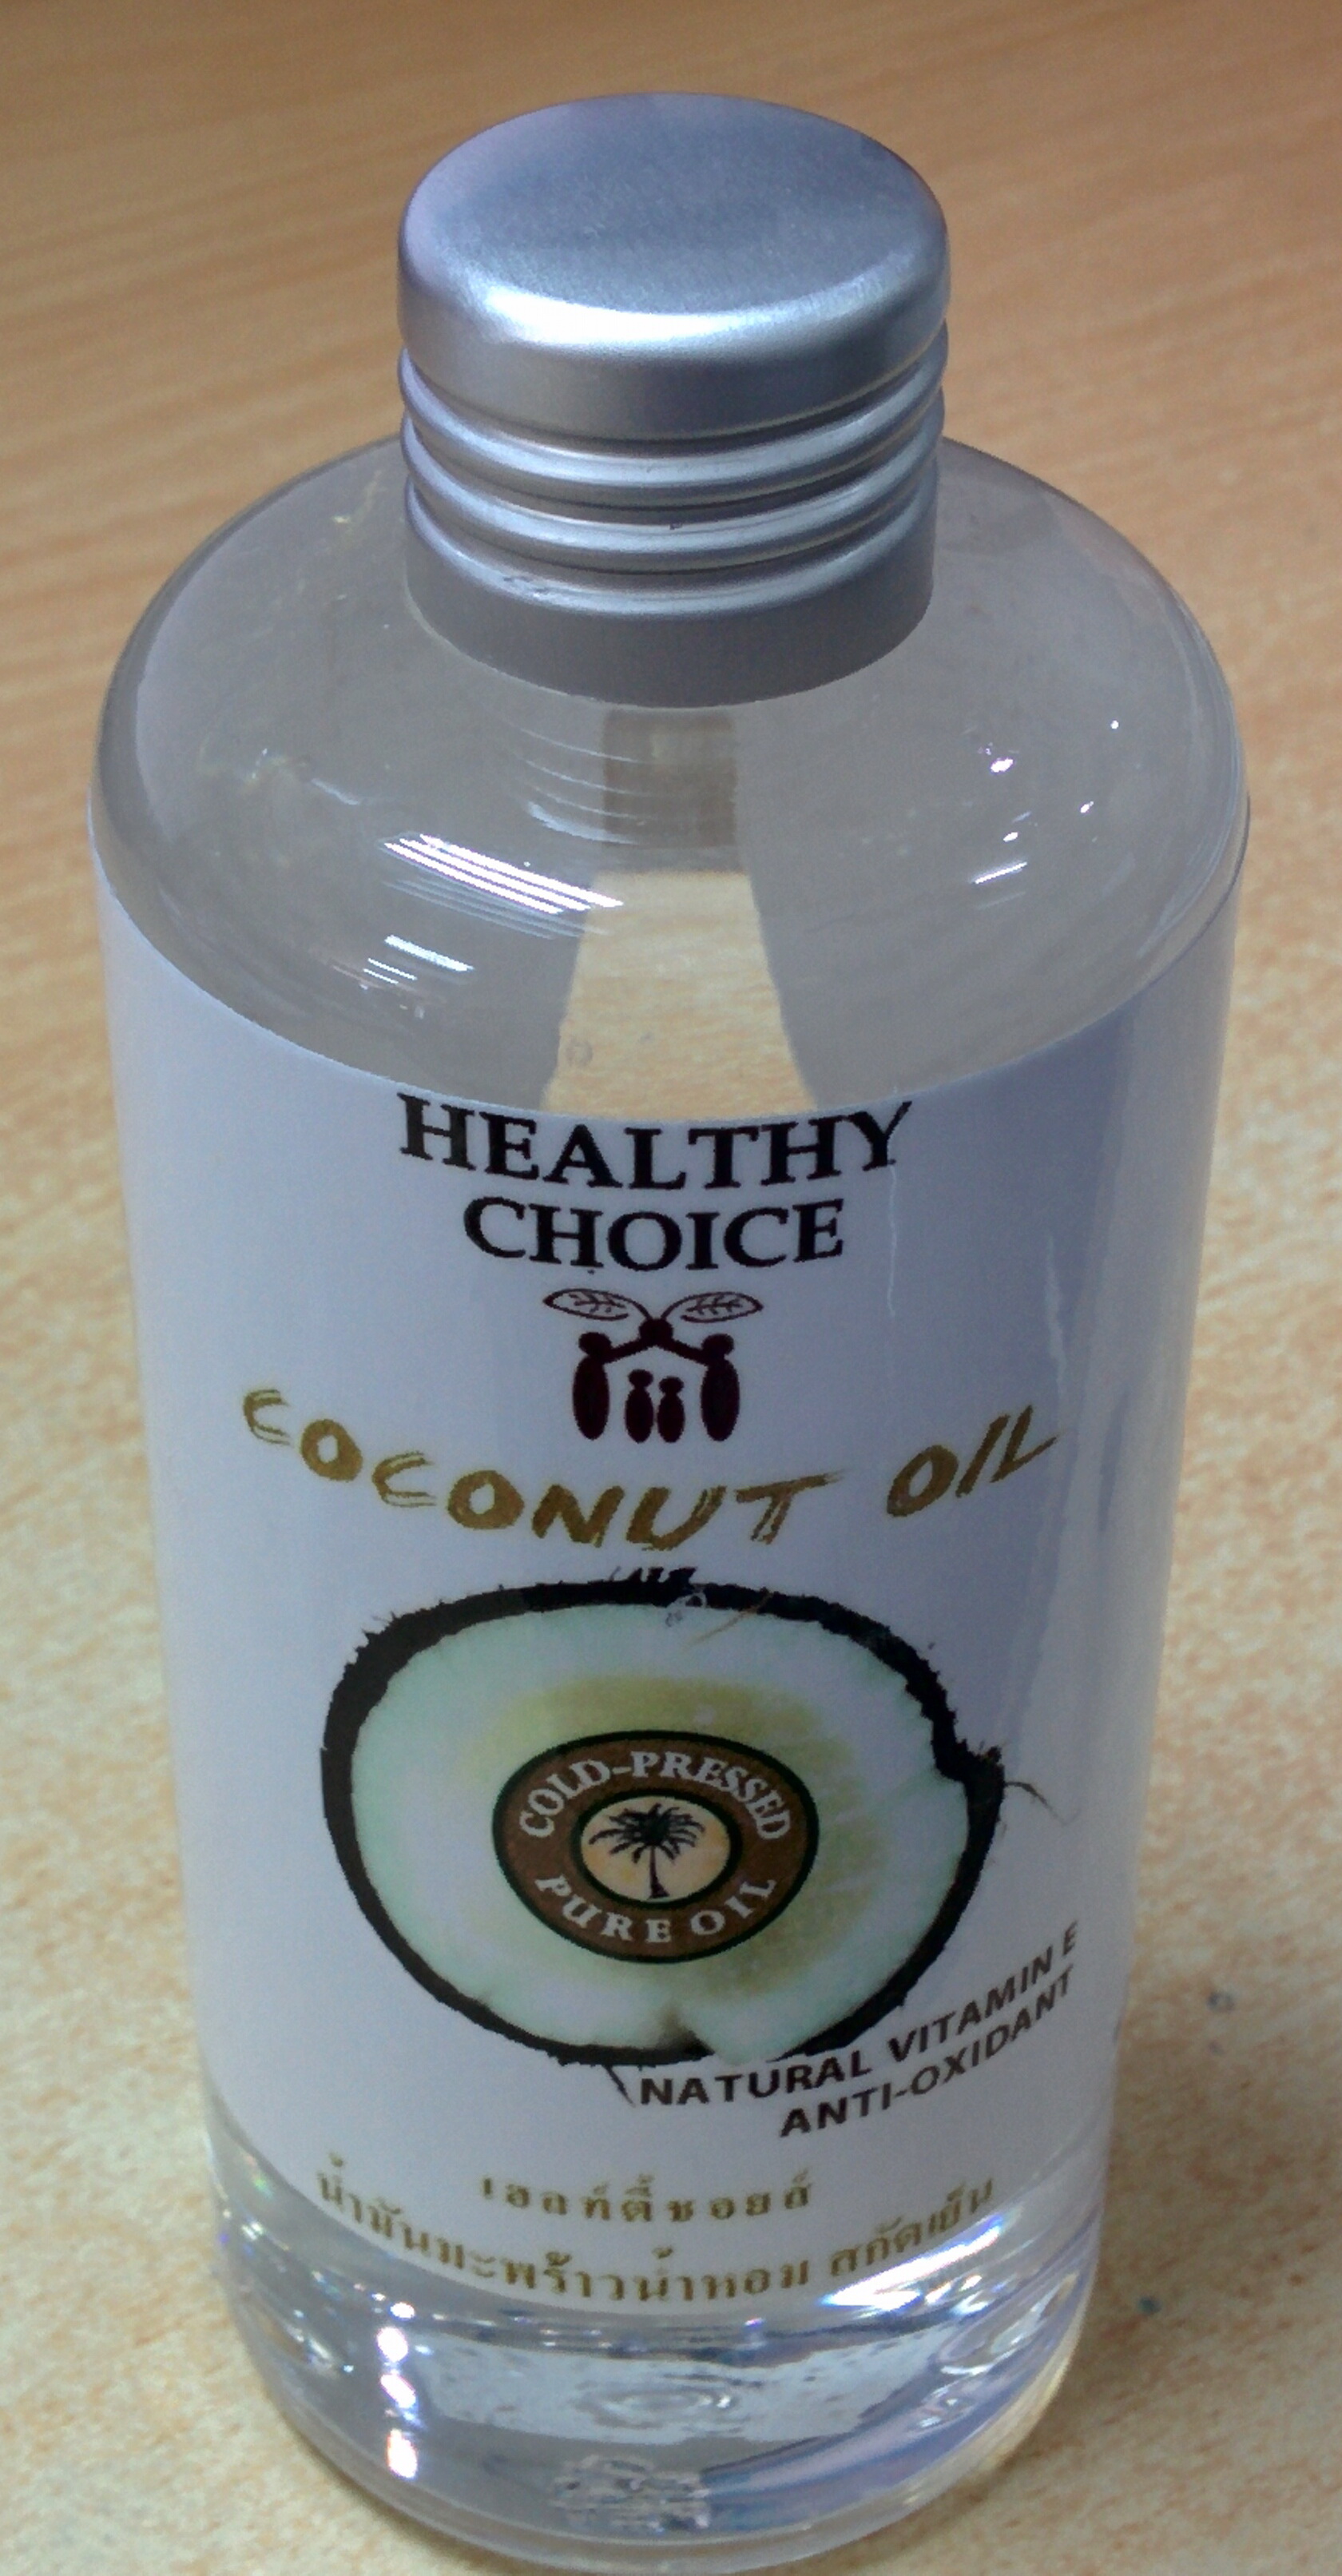 HEALTHY
CHOICE
COCONUT OIL
COLD-PRESSED
PURE OIL
NATURAL VITAMIN E
ANTI-OXIDANT
เฮลท์ตี้ชอยส์
น้ำมันมะพร้าวน้ำหอม สกัดเย็น